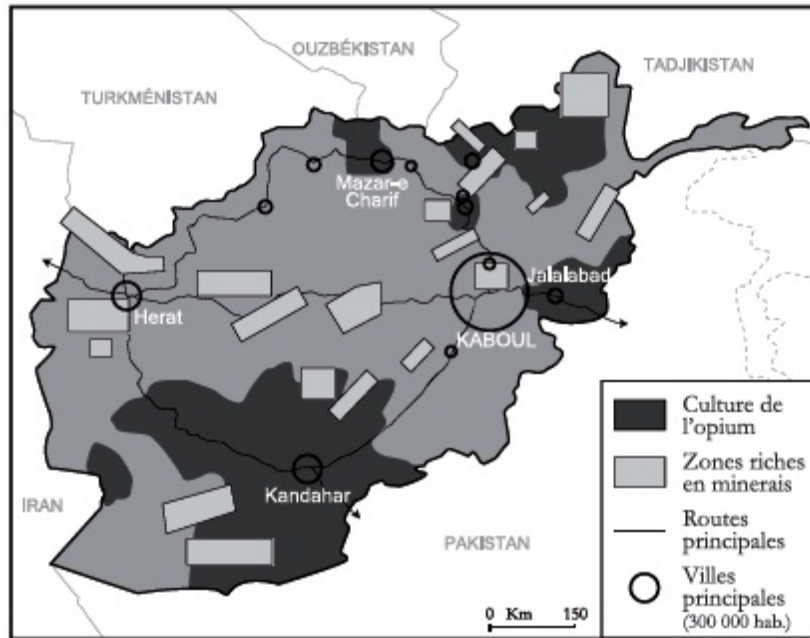 OUZBÉKISTAN
TADJIKISTAN
TURKMÉNISTAN
Mazar-e
Charif
Jalalabad
Herat
KABOUL
Kandahar
IRAN
PAKISTAN
0 Km 150
Culture de
l'opium
Zones riches
en minerais
Routes
principales
Villes
principales
(300 000 hab.)